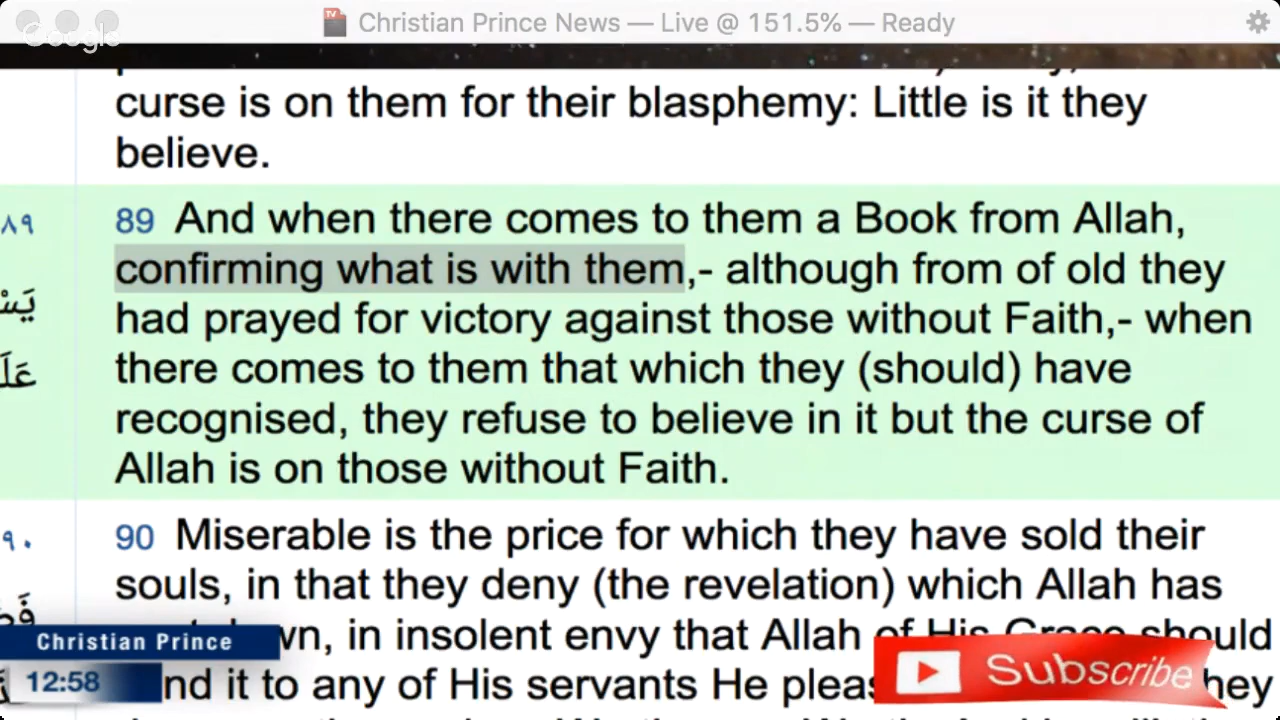 Christian Prince News — Live @ 151.5% — Ready
Google
curse is on them for their blasphemy: Little is it they
believe.
٨٩
89 And when there comes to them a Book from Allah,
confirming what is with them,- although from of old they
had prayed for victory against those without Faith,- when
there comes to them that which they (should) have
recognised, they refuse to believe in it but the curse of
Allah is on those without Faith.
٩٠
90 Miserable is the price for which they have sold their
souls, in that they deny (the revelation) which Allah has
in insolent envy that Allah of His Grace should
it to any of His servants He
Christian Prince
12:58
Subscribe